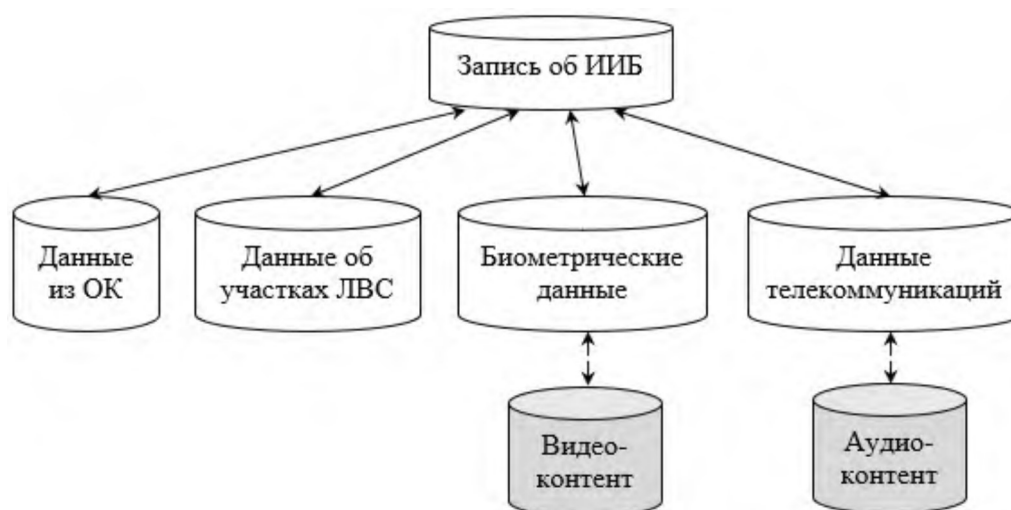 Запись об ИИБ
Данные
из ОК
Данные об
участках ЛВС
Биометрические
данные
Данные
телекоммуникаций
Видео-
контент
Аудио-
контент